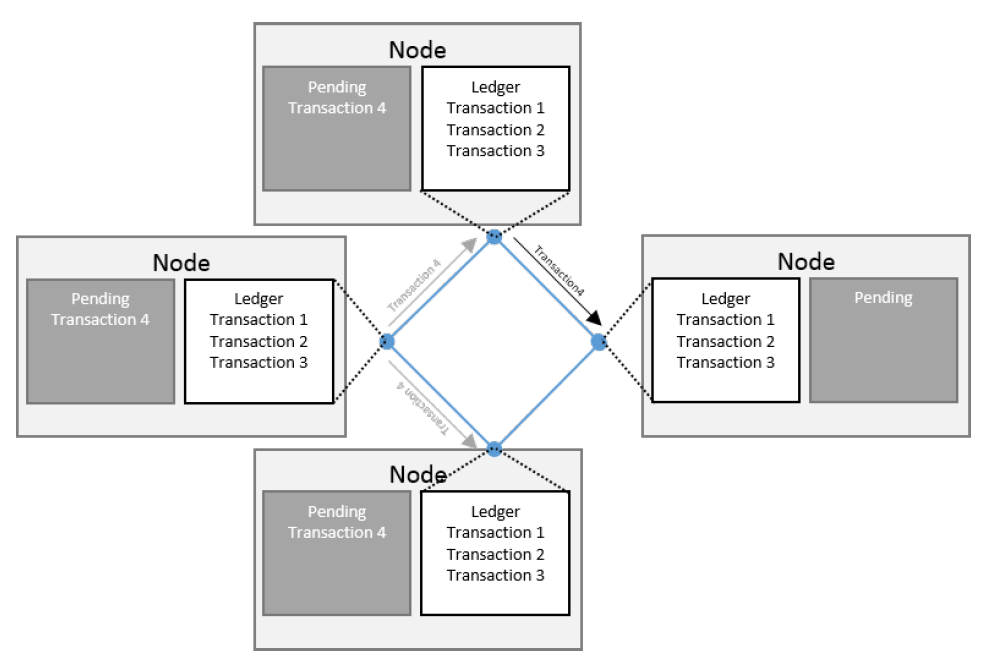 Node
Pending
Transaction 4
Ledger
Transaction 1
Transaction 2
Transaction 3
Node
Pending
Transaction 4
Ledger
Transaction 1
Transaction 2
Transaction 3
Transaction 4
Transaction4
Transaction 4
Node
Ledger
Transaction 1
Transaction 2
Transaction 3
Pending
Node
Pending
Transaction 4
Ledger
Transaction 1
Transaction 2
Transaction 3